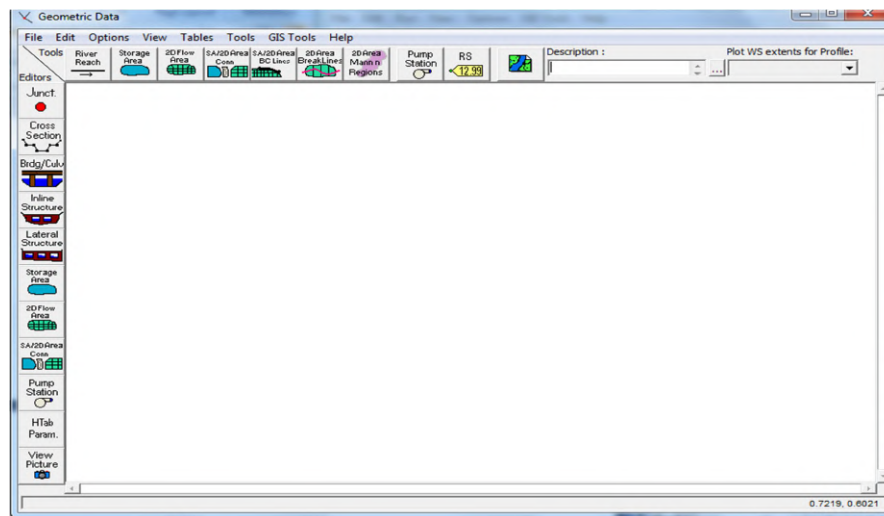 Geometric Data
File Edit Options View Tables Tools GIS Tools Help
Tools
Editors
River
Reach
Storage
Area
2D Flow
Area
SA/2D Area
Conn
SA/2D Area
BC Lines
2D Area
BreakLines
2D Area
Mann n
Regions
Pump
Station
RS
12.99
Description :
...
Plot WS extents for Profile:
Junct.
Cross
Section
Brdg/Culv
Inline
Structure
Lateral
Structure
Storage
Area
2D Flow
Area
SA/2D Area
Conn
Pump
Station
HTab
Param.
View
Picture
0.7219, 0.6021